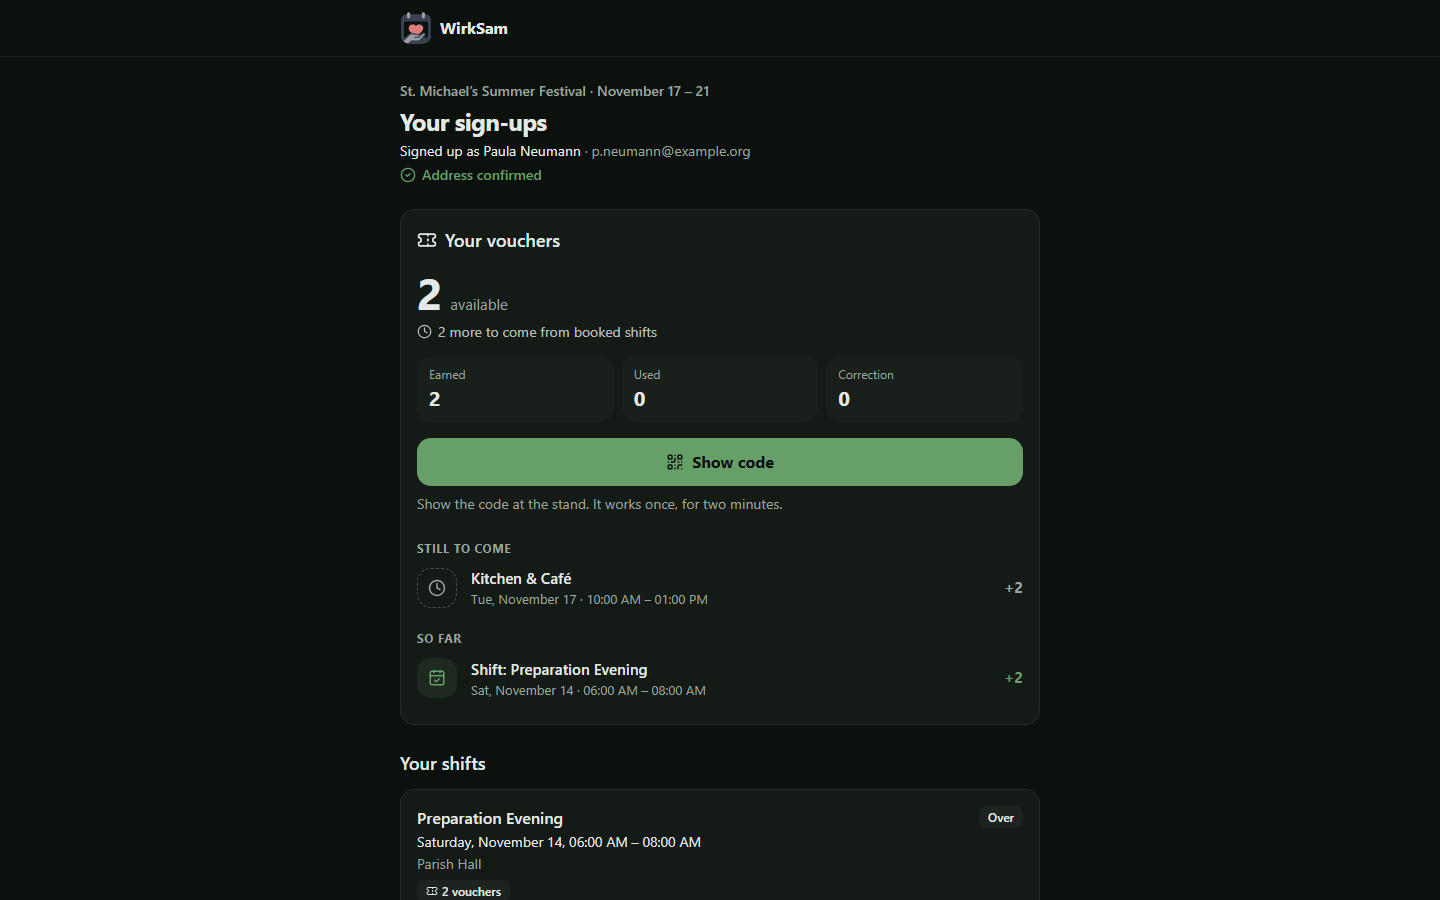 WirkSam
St. Michael's Summer Festival · November 17 – 21
Your sign-ups
Signed up as Paula Neumann · p.neumann@example.org
Address confirmed
Your vouchers
2 available
2 more to come from booked shifts
Earned
2
Used
0
Correction
0
Show code
Show the code at the stand. It works once, for two minutes.
STILL TO COME
Kitchen & Café
Tue, November 17 · 10:00 AM – 01:00 PM
+2
SO FAR
Shift: Preparation Evening
Sat, November 14 · 06:00 AM – 08:00 AM
+2
Your shifts
Preparation Evening
Over
Saturday, November 14, 06:00 AM – 08:00 AM
Parish Hall
2 vouchers